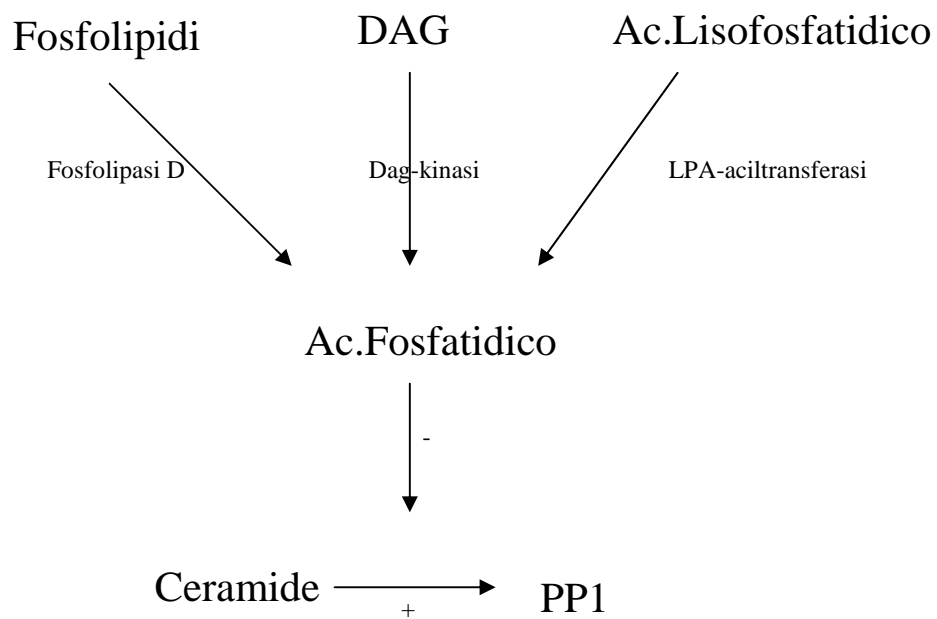 Fosfolipidi DAG Ac.Lisofosfatidico
Fosfolipasi D Dag-kinasi LPA-aciltransferasi
Ac.Fosfatidico
-
Ceramide PP1
+